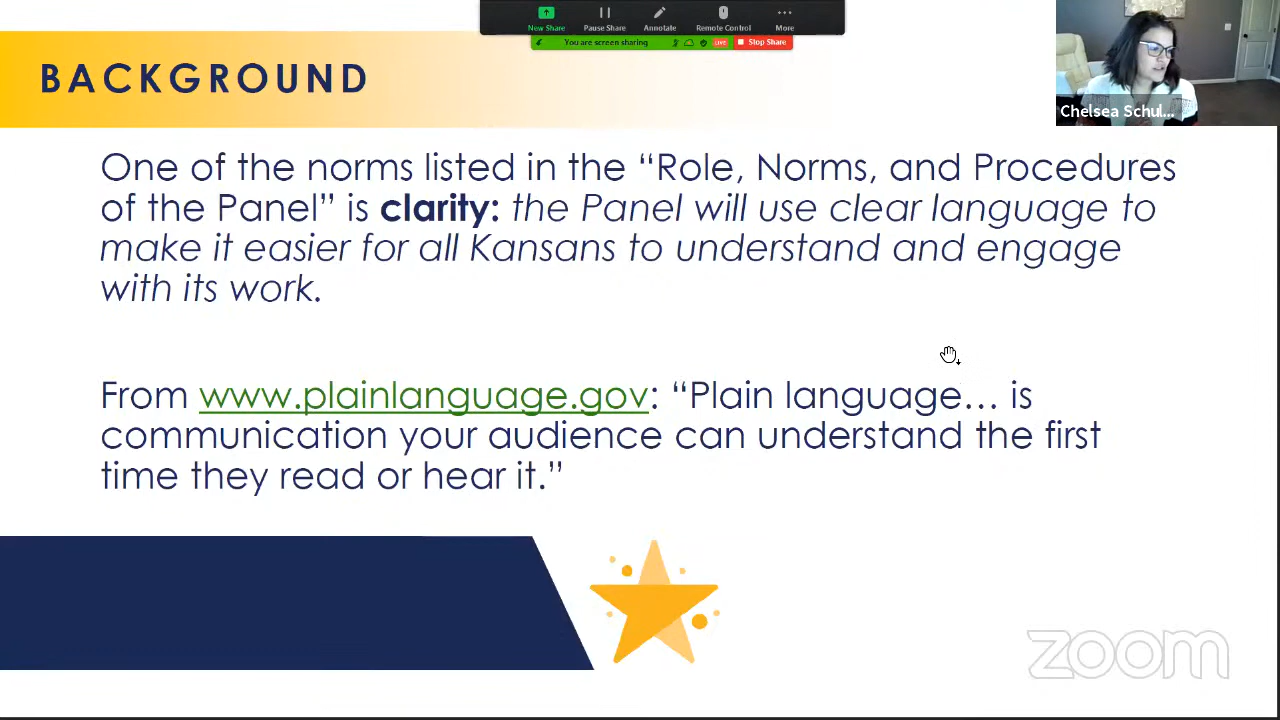 New Share
Pause Share
Annotate
Remote Control
More
You are screen sharing
LIVE
Stop Share
BACKGROUND
Chelsea Schul...
One of the norms listed in the “Role, Norms, and Procedures
of the Panel” is clarity: the Panel will use clear language to
make it easier for all Kansans to understand and engage
with its work.
From www.plainlanguage.gov: “Plain language… is
communication your audience can understand the first
time they read or hear it.”
zoom